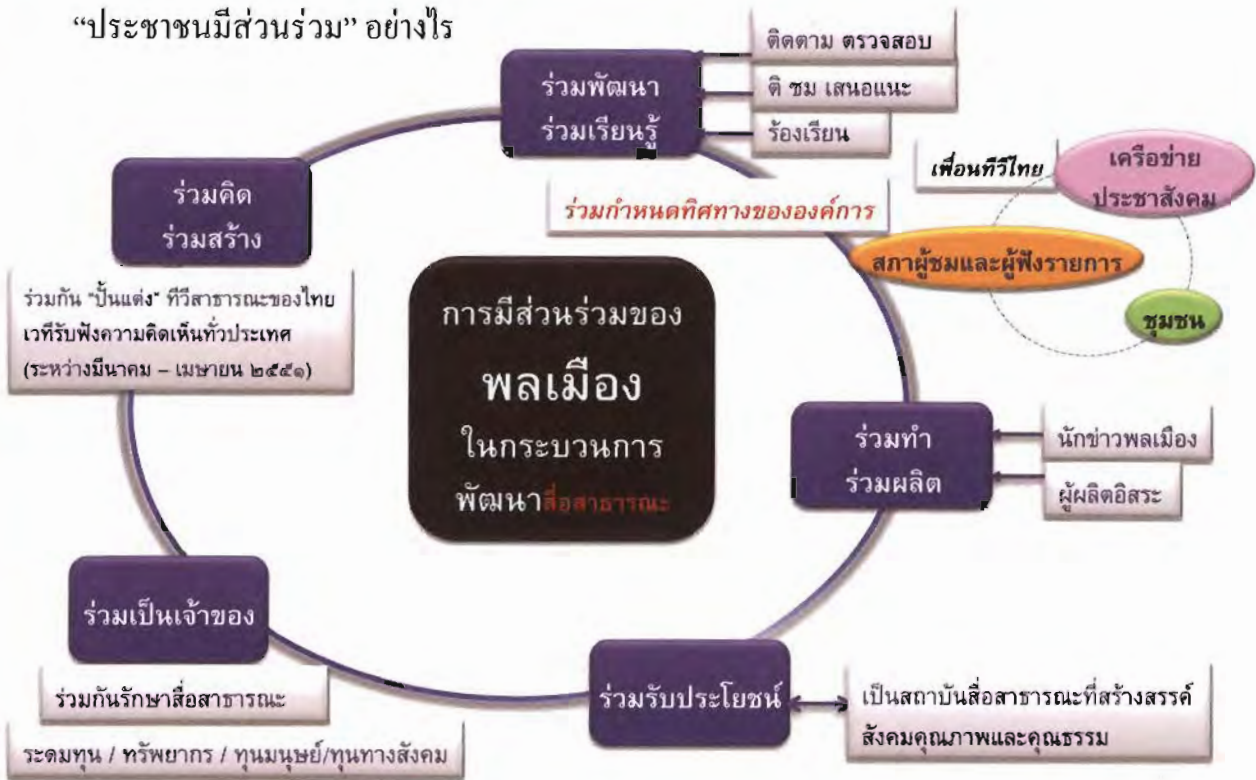 “ประชาชนมีส่วนร่วม” อย่างไร
ร่วมพัฒนา
ร่วมเรียนรู้
ติดตาม ตรวจสอบ
ติ ชม เสนอแนะ
ร้องเรียน
ร่วมกำหนดทิศทางขององค์การ
เพื่อนทีวีไทย
เครือข่าย
ประชาสังคม
สภาผู้ชมและผู้ฟังรายการ
ชุมชน
ร่วมคิด
ร่วมสร้าง
ร่วมกัน "ปั้นแต่ง" ทีวีสาธารณะของไทย
เวทีรับฟังความคิดเห็นทั่วประเทศ
(ระหว่างมีนาคม – เมษายน ๒๕๕๑)
การมีส่วนร่วมของ
พลเมือง
ในกระบวนการ
พัฒนาสื่อสาธารณะ
ร่วมทำ
ร่วมผลิต
นักข่าวพลเมือง
ผู้ผลิตอิสระ
ร่วมเป็นเจ้าของ
ร่วมกันรักษาสื่อสาธารณะ
ระดมทุน / ทรัพยากร / ทุนมนุษย์/ทุนทางสังคม
ร่วมรับประโยชน์
เป็นสถาบันสื่อสาธารณะที่สร้างสรรค์
สังคมคุณภาพและคุณธรรม